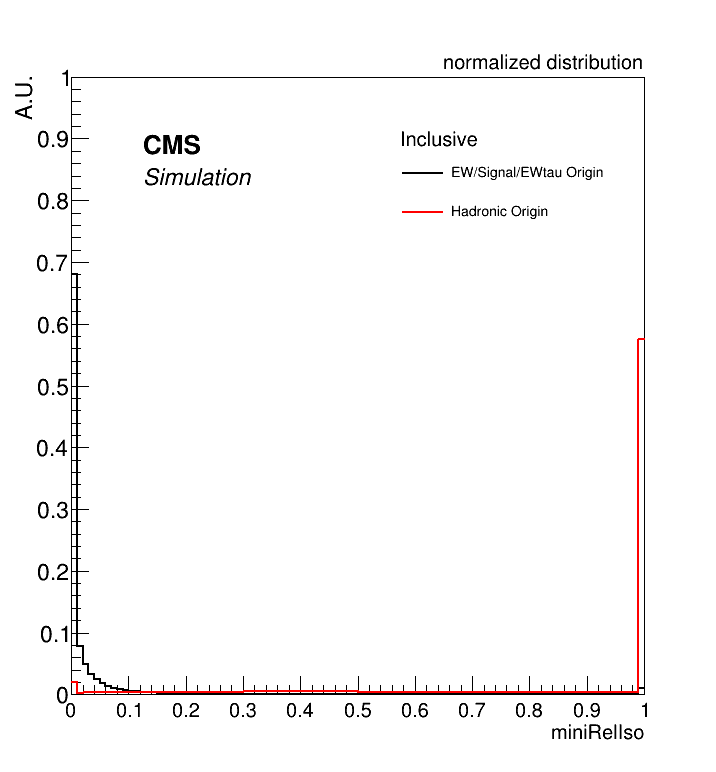 normalized distribution
A.U.
CMS
Simulation
Inclusive
EW/Signal/EWtau Origin
Hadronic Origin
1
0.9
0.8
0.7
0.6
0.5
0.4
0.3
0.2
0.1
0
0 0.1 0.2 0.3 0.4 0.5 0.6 0.7 0.8 0.9 1
miniRelIso